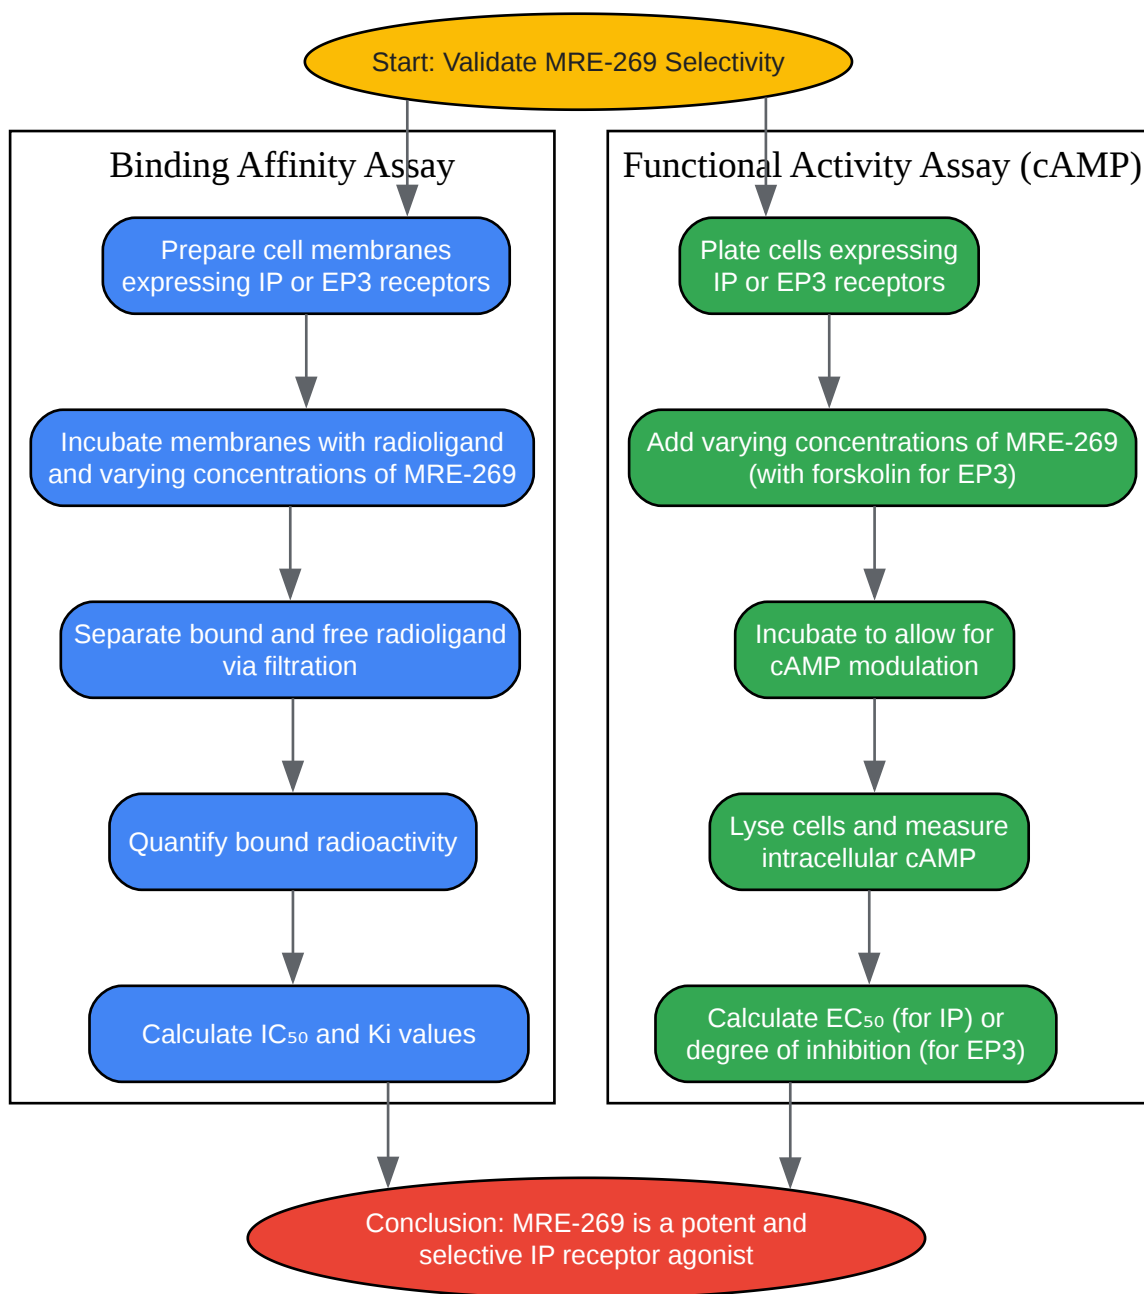 Start: Validate MRE-269 Selectivity
Binding Affinity Assay
Prepare cell membranes
expressing IP or EP3 receptors
Incubate membranes with radioligand
and varying concentrations of MRE-269
Separate bound and free radioligand
via filtration
Quantify bound radioactivity
Calculate IC₅₀ and Ki values
Functional Activity Assay (cAMP)
Plate cells expressing
IP or EP3 receptors
Add varying concentrations of MRE-269
(with forskolin for EP3)
Incubate to allow for
cAMP modulation
Lyse cells and measure
intracellular cAMP
Calculate EC₅₀ (for IP) or
degree of inhibition (for EP3)
Conclusion: MRE-269 is a potent and
selective IP receptor agonist